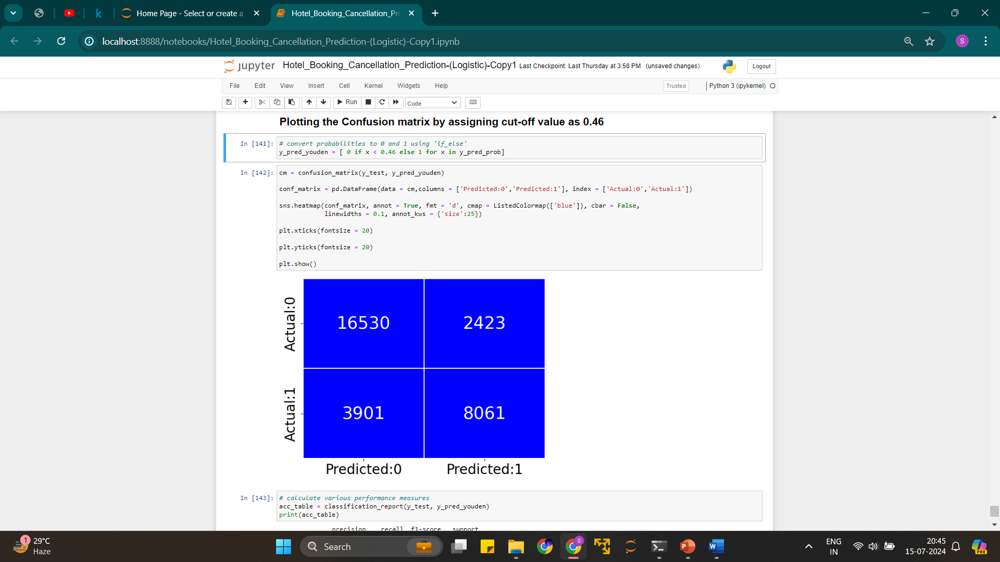 Home Page - Select or create a
Hotel_Booking_Cancellation_Pre
localhost:8888/notebooks/Hotel_Booking_Cancellation_Prediction-(Logistic)-Copy1.ipynb
S
jupyter Hotel_Booking_Cancellation_Prediction-(Logistic)-Copy1 Last Checkpoint: Last Thursday at 3:58 PM (unsaved changes)
Logout
File Edit View Insert Cell Kernel Widgets Help
Trusted
Python 3 (ipykernel)
Run
Code
Plotting the Confusion matrix by assigning cut-off value as 0.46
In [141]: # convert probabilities to 0 and 1 using 'if_else'
y_pred_youden = [ 0 if x < 0.46 else 1 for x in y_pred_prob]
In [142]: cm = confusion_matrix(y_test, y_pred_youden)
conf_matrix = pd.DataFrame(data = cm,columns = ['Predicted:0','Predicted:1'], index = ['Actual:0','Actual:1'])
sns.heatmap(conf_matrix, annot = True, fmt = 'd', cmap = ListedColormap(['blue']), cbar = False,
linewidths = 0.1, annot_kws = {'size':25})
plt.xticks(fontsize = 20)
plt.yticks(fontsize = 20)
plt.show()
Actual:0
16530 2423
Actual:1
3901 8061
Predicted:0 Predicted:1
In [143]: # calculate various performance measures
acc_table = classification_report(y_test, y_pred_youden)
print(acc_table)
precision recall f1-score support
1
29°C
Haze
Search
S
ENG
IN
20:45
15-07-2024
PRE